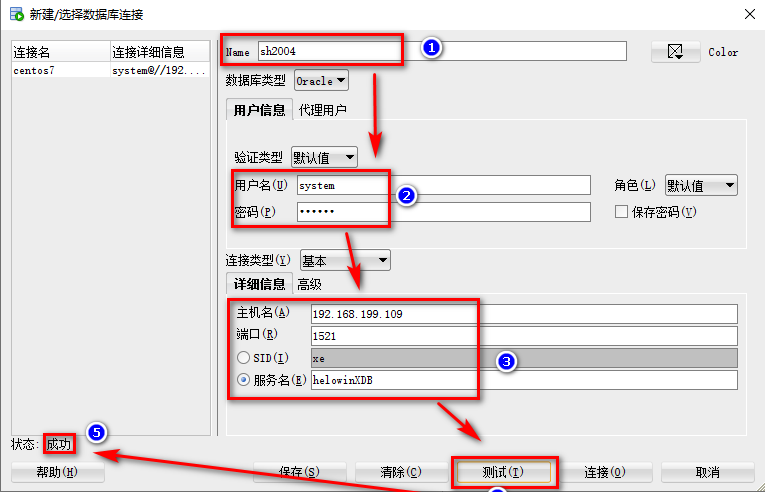 新建/选择数据库连接
连接名 连接详细信息
centos7 system@//192....
Name sh2004 1 Color
数据库类型 Oracle
用户信息 代理用户
验证类型 默认值
用户名(U) system 2 角色(L) 默认值
密码(P) •••••• 保存密码(V)
连接类型(Y) 基本
详细信息 高级
主机名(A) 192.168.199.109
端口(R) 1521
SID(I) xe 3
服务名(E) helowinXDB
5
状态: 成功
帮助(H) 保存(S) 清除(C) 测试(T) 连接(O) 取消